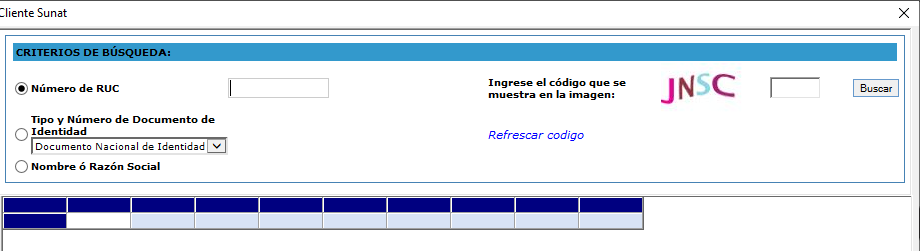 Cliente Sunat
CRITERIOS DE BÚSQUEDA:
Número de RUC
Ingrese el código que se
muestra en la imagen:
JNSC
Buscar
Tipo y Número de Documento de
Identidad
Documento Nacional de Identidad
Refrescar codigo
Nombre ó Razón Social